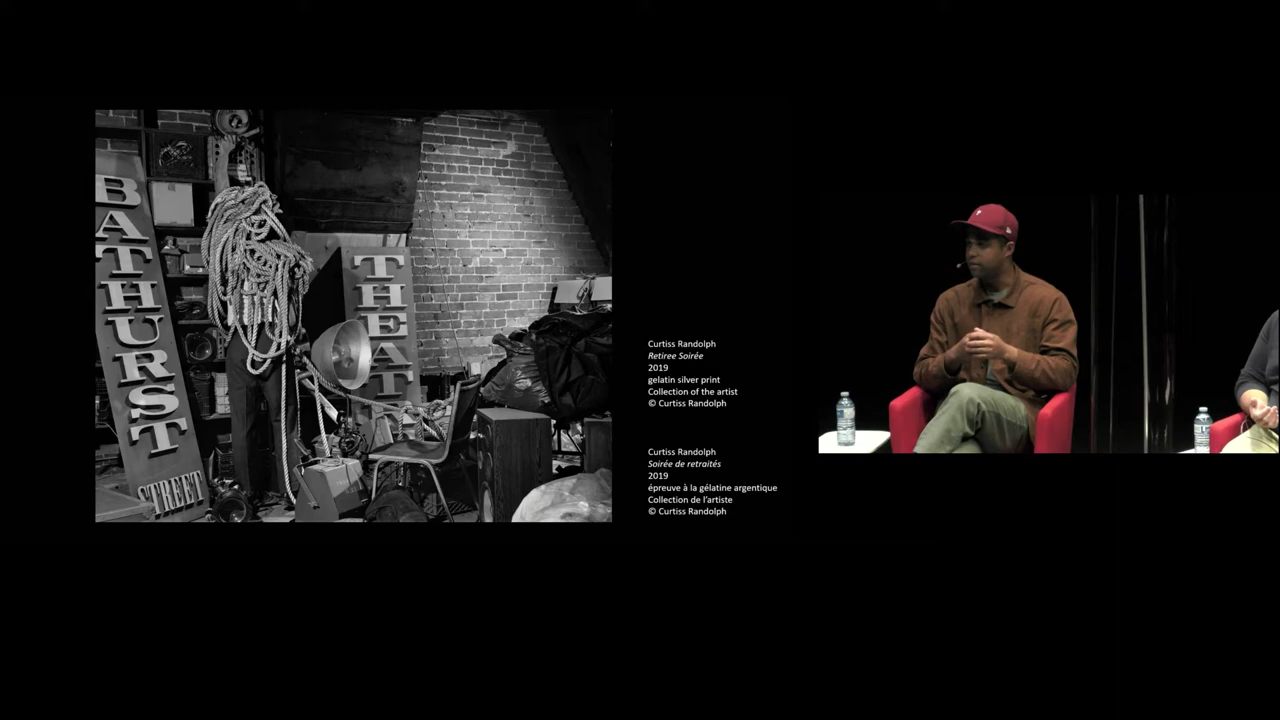 BATHURST
STREET
THEAT
Curtiss Randolph
Retiree Soirée
2019
gelatin silver print
Collection of the artist
© Curtiss Randolph
Curtiss Randolph
Soirée de retraités
2019
épreuve à la gélatine argentique
Collection de l'artiste
© Curtiss Randolph